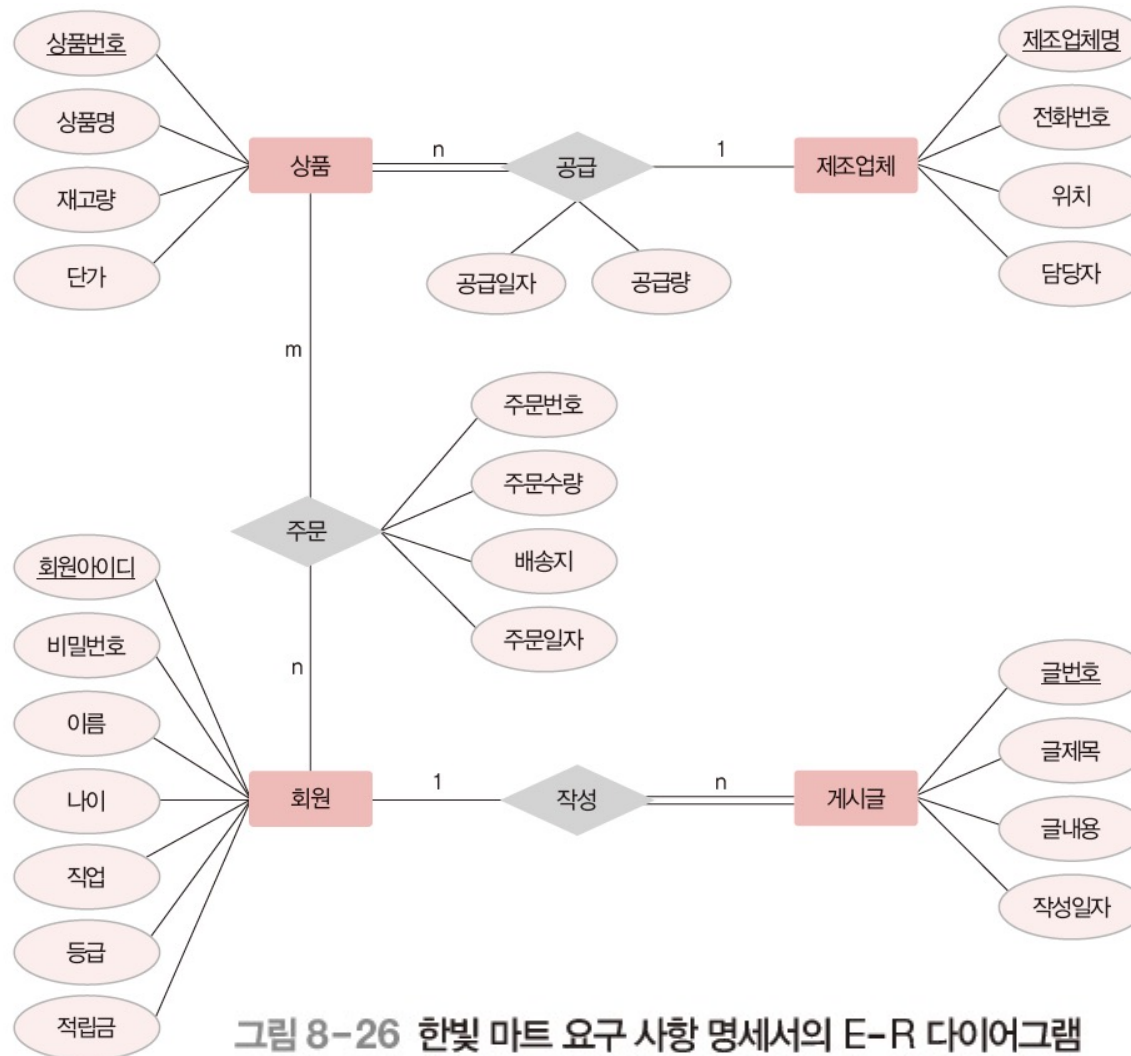 상품번호
상품명
재고량
단가
상품
n
공급
1
제조업체
공급일자
공급량
제조업체명
전화번호
위치
담당자
m
주문
주문번호
주문수량
배송지
주문일자
n
회원아이디
비밀번호
이름
나이
직업
등급
적립금
회원
1
작성
n
게시글
글번호
글제목
글내용
작성일자
그림 8-26 한빛 마트 요구 사항 명세서의 E-R 다이어그램